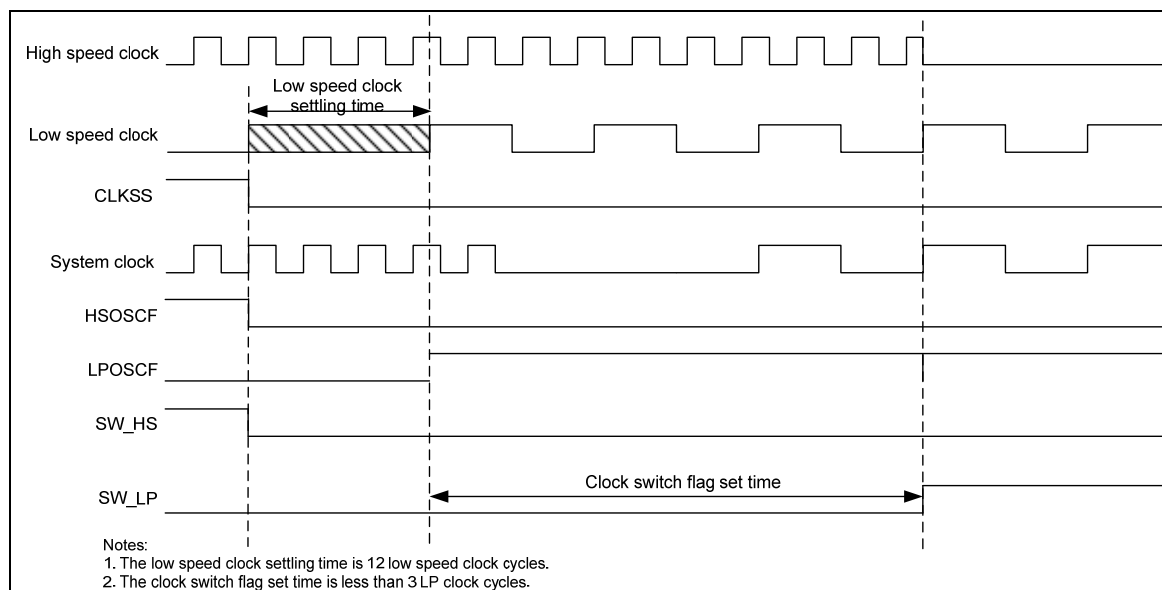 High speed clock
Low speed clock
settling time
Low speed clock
CLKSS
System clock
HSOSCF
LPOSCF
SW_HS
Clock switch flag set time
SW_LP
Notes:
1. The low speed clock settling time is 12 low speed clock cycles.
2. The clock switch flag set time is less than 3 LP clock cycles.